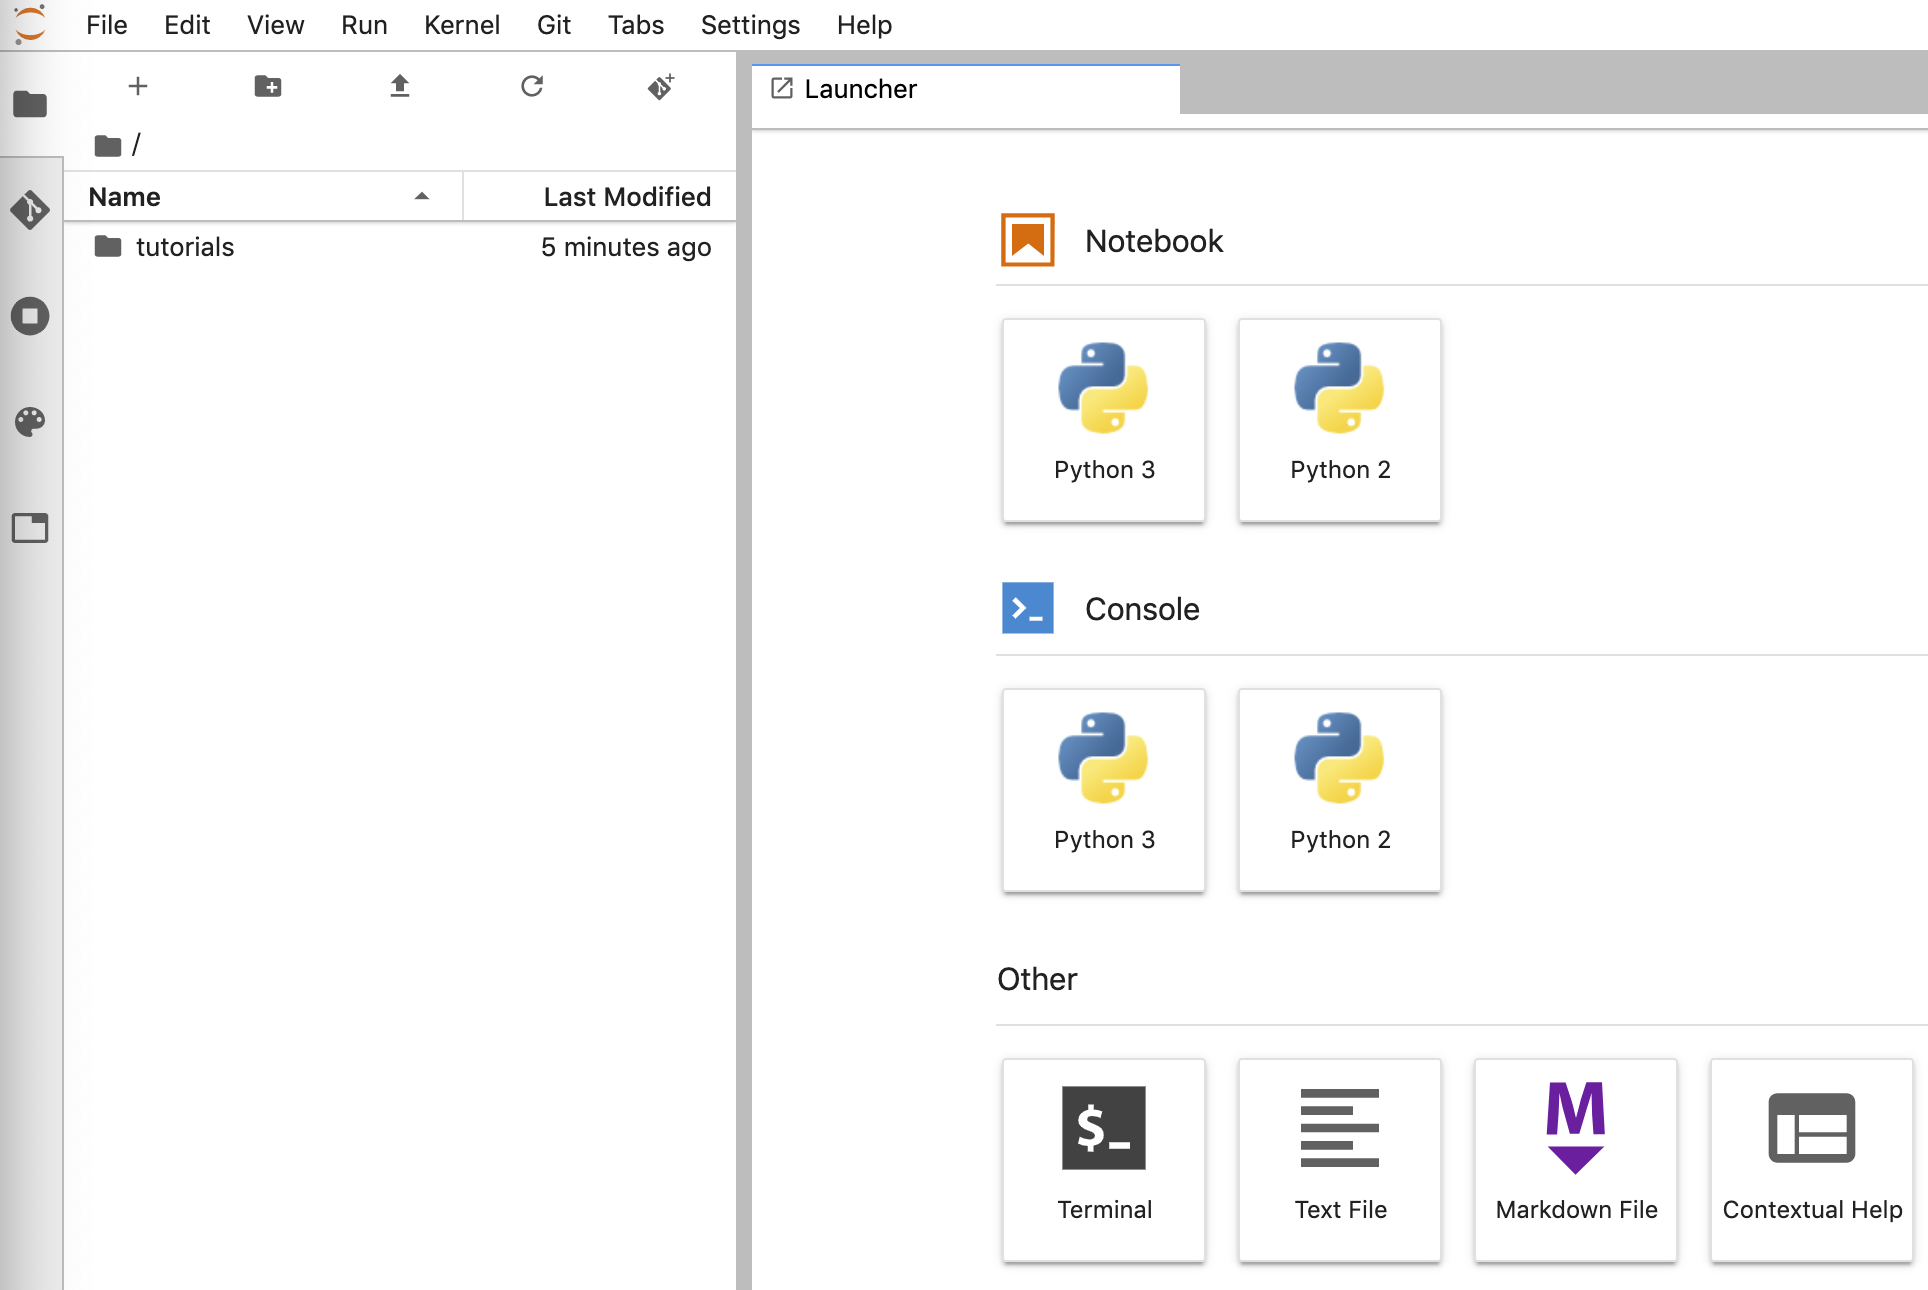 File Edit View Run Kernel Git Tabs Settings Help
Launcher
/
Name Last Modified
tutorials 5 minutes ago
Notebook
Python 3 Python 2
Console
Python 3 Python 2
Other
$_
M
Terminal Text File Markdown File Contextual Help